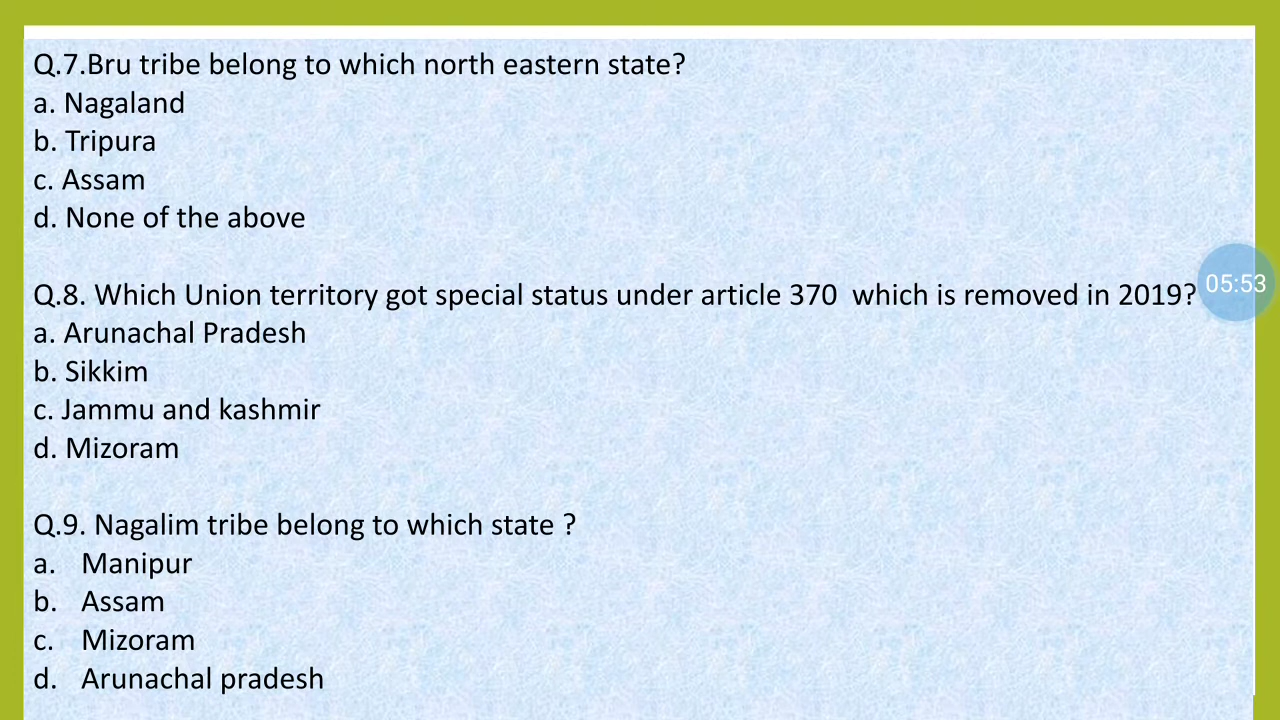 Q.7.Bru tribe belong to which north eastern state?
a. Nagaland
b. Tripura
c. Assam
d. None of the above
Q.8. Which Union territory got special status under article 370  which is removed in 2019?
05:53
a. Arunachal Pradesh
b. Sikkim
c. Jammu and kashmir
d. Mizoram
Q.9. Nagalim tribe belong to which state ?
a. Manipur
b. Assam
c. Mizoram
d. Arunachal pradesh